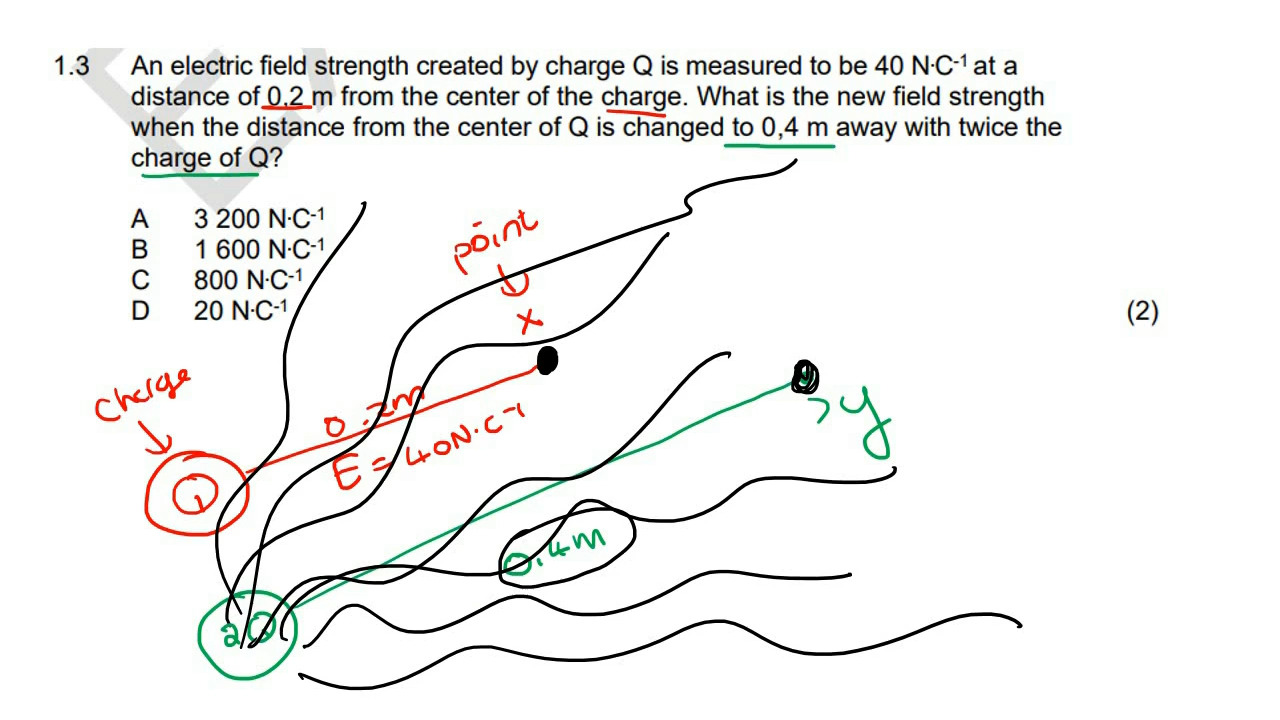 1.3 An electric field strength created by charge Q is measured to be 40 N·C-1 at a
distance of 0,2 m from the center of the charge. What is the new field strength
when the distance from the center of Q is changed to 0,4 m away with twice the
charge of Q?
A 3 200 N·C-1
B 1 600 N·C-1
C 800 N·C-1
D 20 N·C-1
(2)
point
x
charge
0.2m
E = 40N·C-1
Q
y
0.4m
2Q